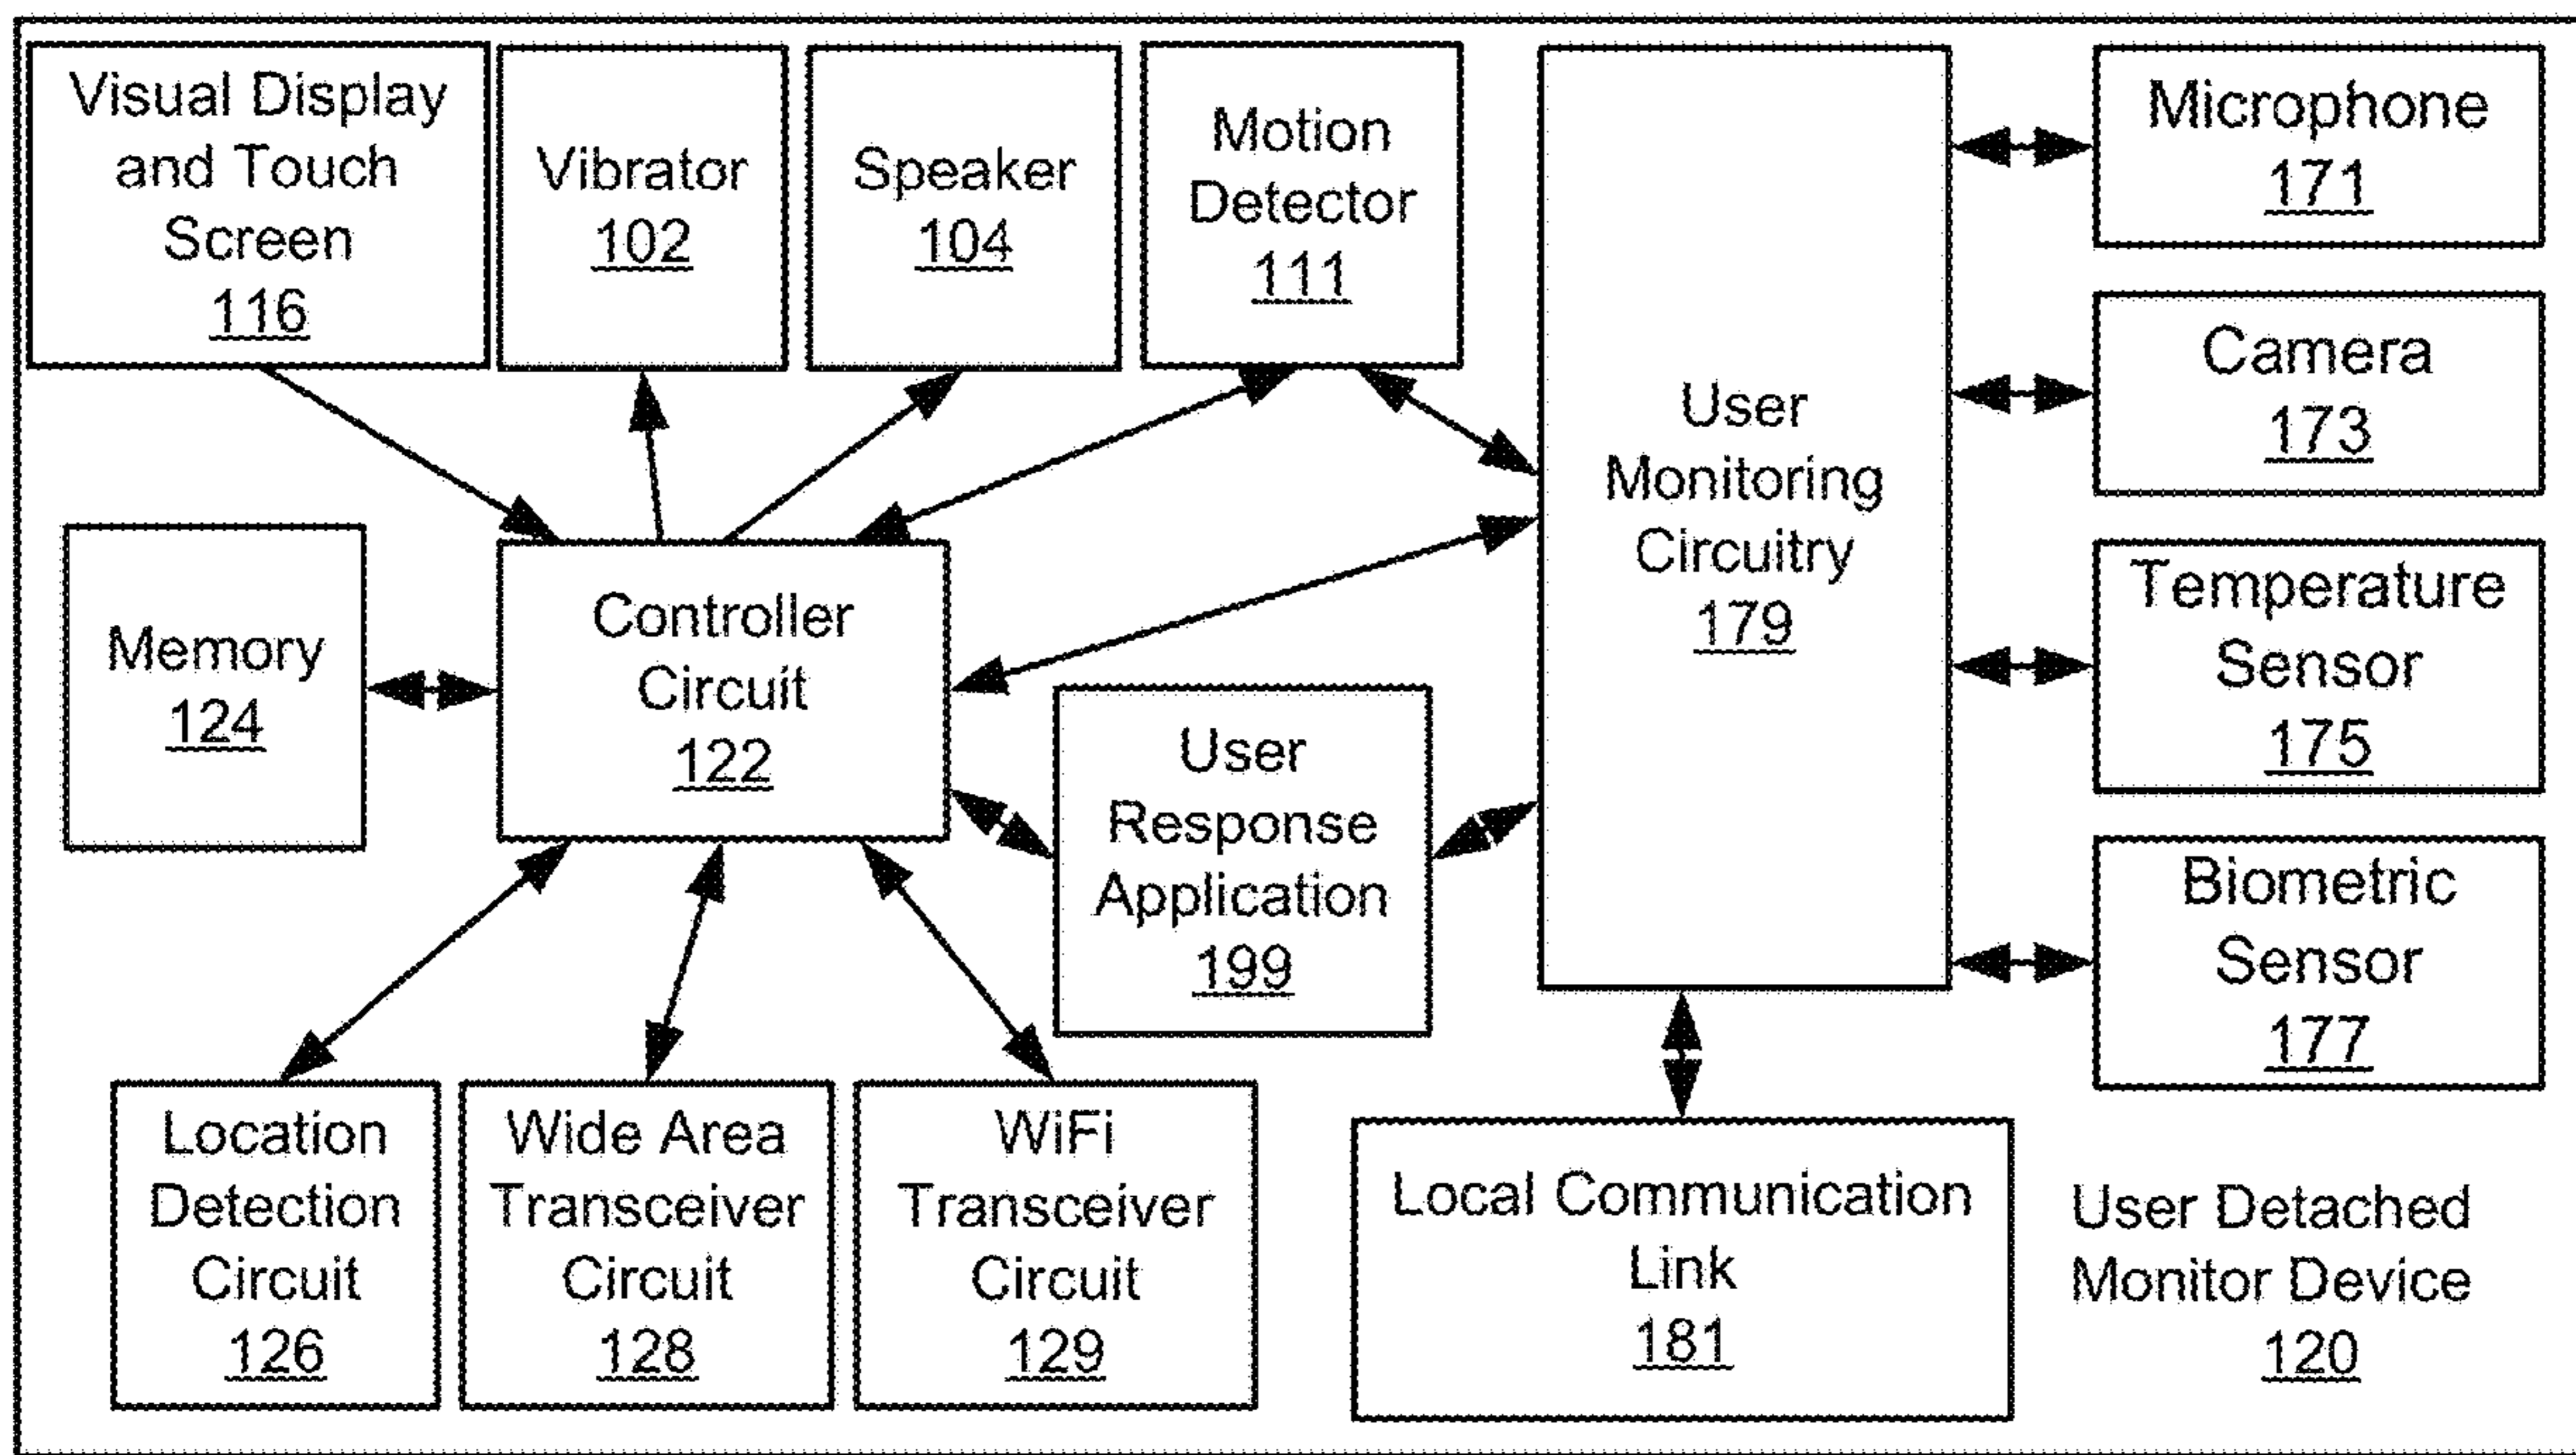 Visual Display
and Touch
Screen
116
Vibrator
102
Speaker
104
Motion
Detector
111
User
Monitoring
Circuitry
179
Microphone
171
Camera
173
Temperature
Sensor
175
Biometric
Sensor
177
Memory
124
Controller
Circuit
122
User
Response
Application
199
Location
Detection
Circuit
126
Wide Area
Transceiver
Circuit
128
WiFi
Transceiver
Circuit
129
Local Communication
Link
181
User Detached
Monitor Device
120